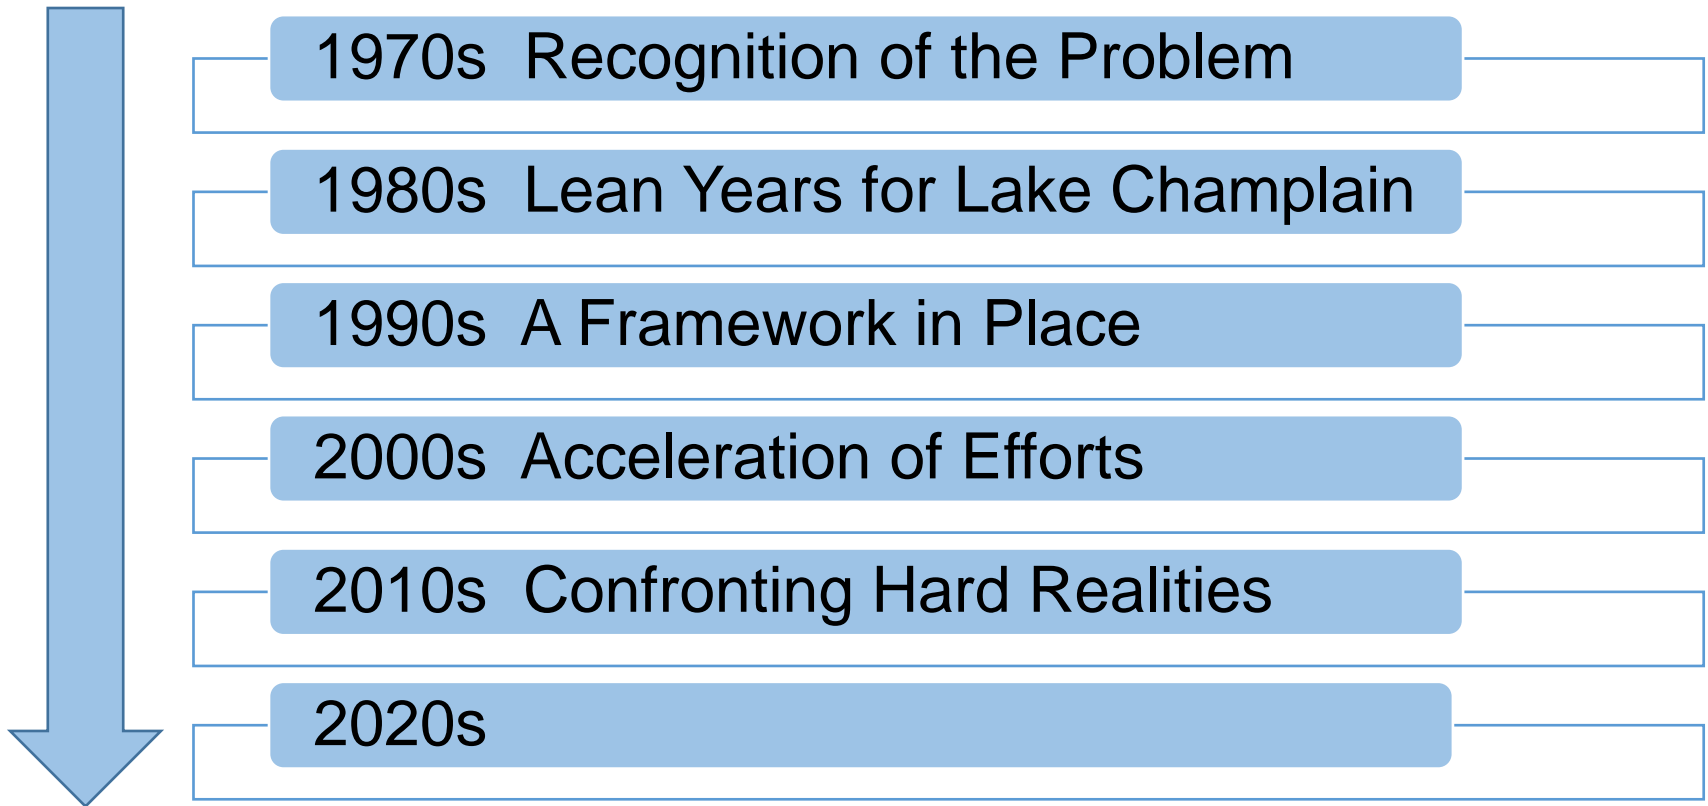 1970s Recognition of the Problem
1980s Lean Years for Lake Champlain
1990s A Framework in Place
2000s Acceleration of Efforts
2010s Confronting Hard Realities
2020s